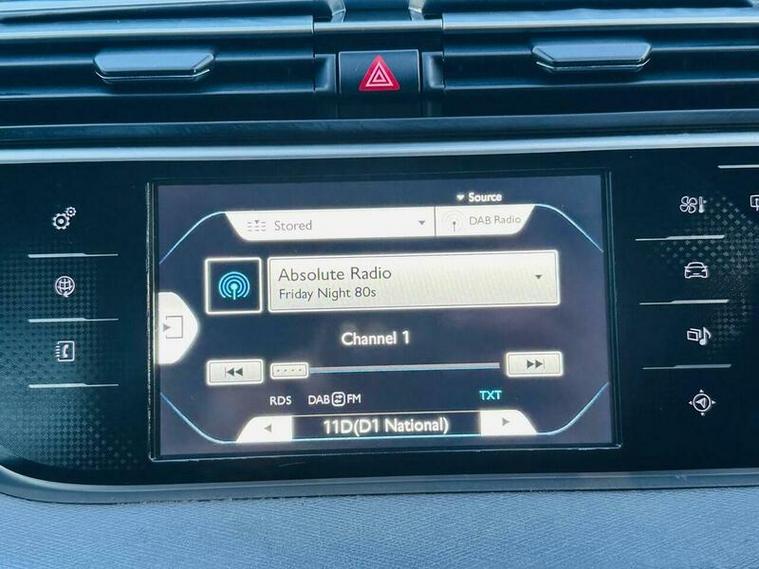 Source
Stored
DAB Radio
Absolute Radio
Friday Night 80s
Channel 1
RDS DAB FM TXT
11D(D1 National)